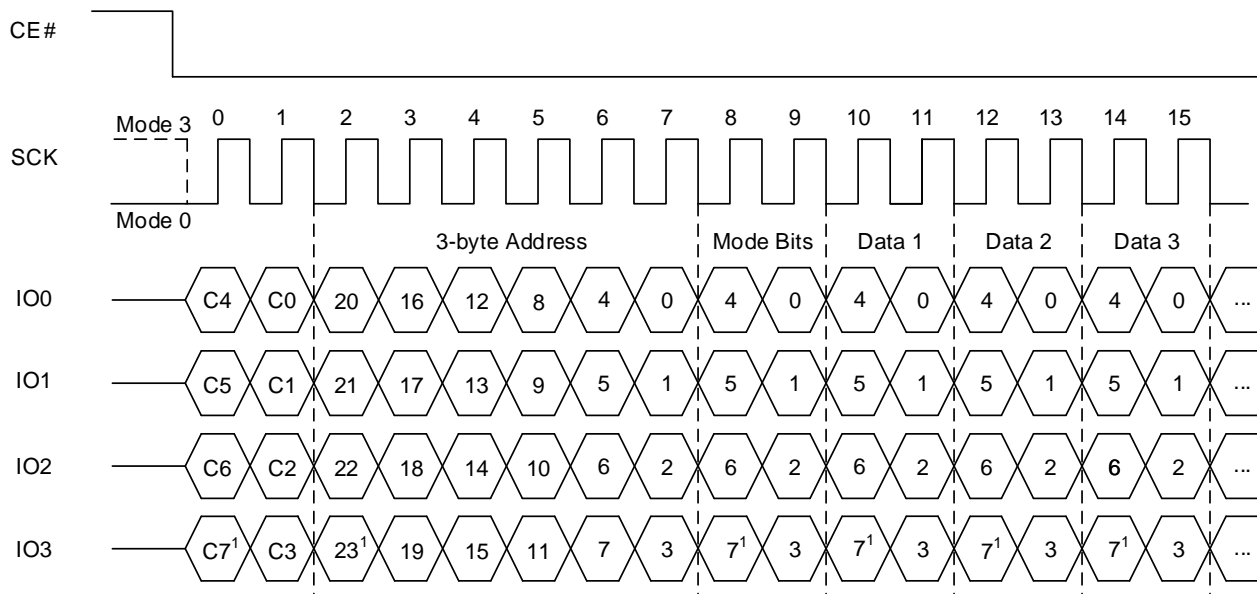 CE#
Mode 3 0 1 2 3 4 5 6 7 8 9 10 11 12 13 14 15
SCK
Mode 0
3-byte Address Mode Bits Data 1 Data 2 Data 3
IO0 C4 C0 20 16 12 8 4 0 4 0 4 0 4 0 4 0 ...
IO1 C5 C1 21 17 13 9 5 1 5 1 5 1 5 1 5 1 ...
IO2 C6 C2 22 18 14 10 6 2 6 2 6 2 6 2 6 2 ...
IO3 C7¹ C3 23¹ 19 15 11 7 3 7¹ 3 7¹ 3 7¹ 3 7¹ 3 ...